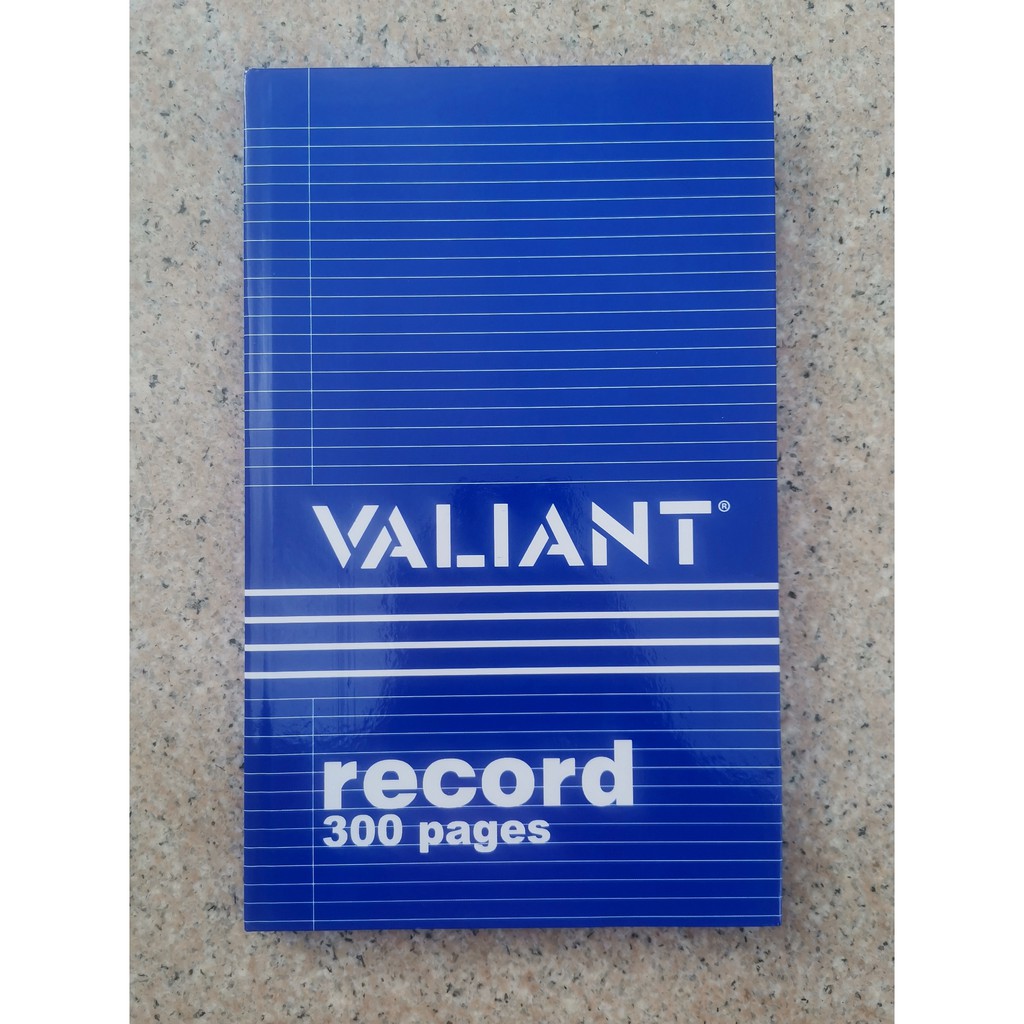 VALIANT®
record
300 pages